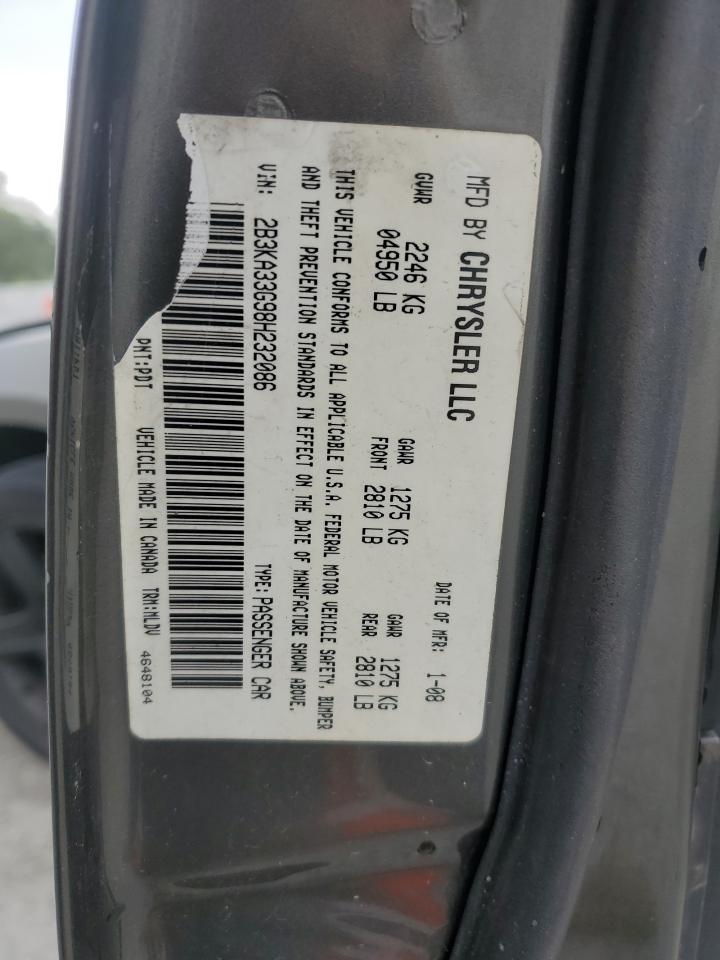 MFD BY CHRYSLER LLC
DATE OF MFR: 1-08
GVWR 2246 KG
04950 LB
GAWR FRONT 1275 KG
2810 LB
GAWR REAR 1275 KG
2810 LB
THIS VEHICLE CONFORMS TO ALL APPLICABLE U.S.A. FEDERAL MOTOR VEHICLE SAFETY, BUMPER
AND THEFT PREVENTION STANDARDS IN EFFECT ON THE DATE OF MANUFACTURE SHOWN ABOVE.
VIN: 2B3KA33G98H232086 TYPE: PASSENGER CAR
PNT:PDT VEHICLE MADE IN CANADA TRM:MLDV 4648104